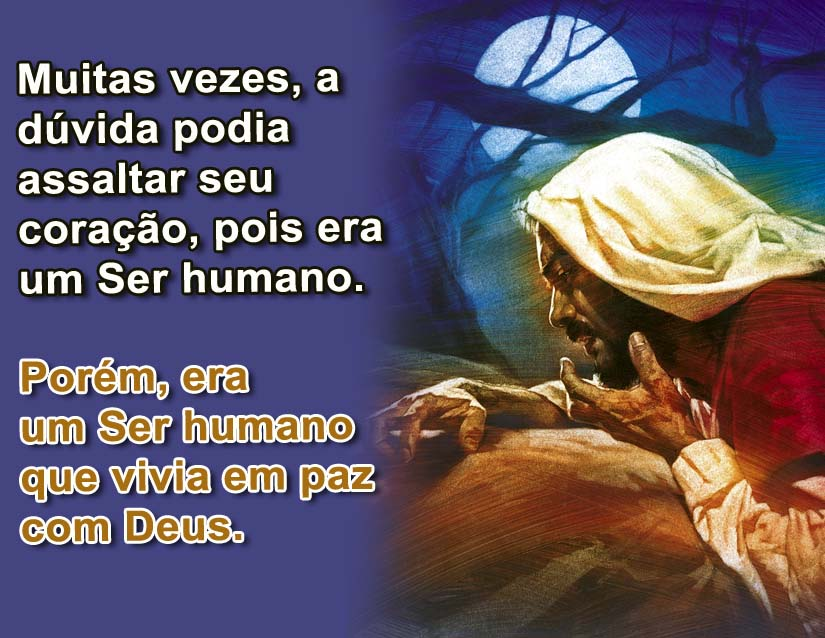 Muitas vezes, a
dúvida podia
assaltar seu
coração, pois era
um Ser humano.
Porém, era
um Ser humano
que vivia em paz
com Deus.